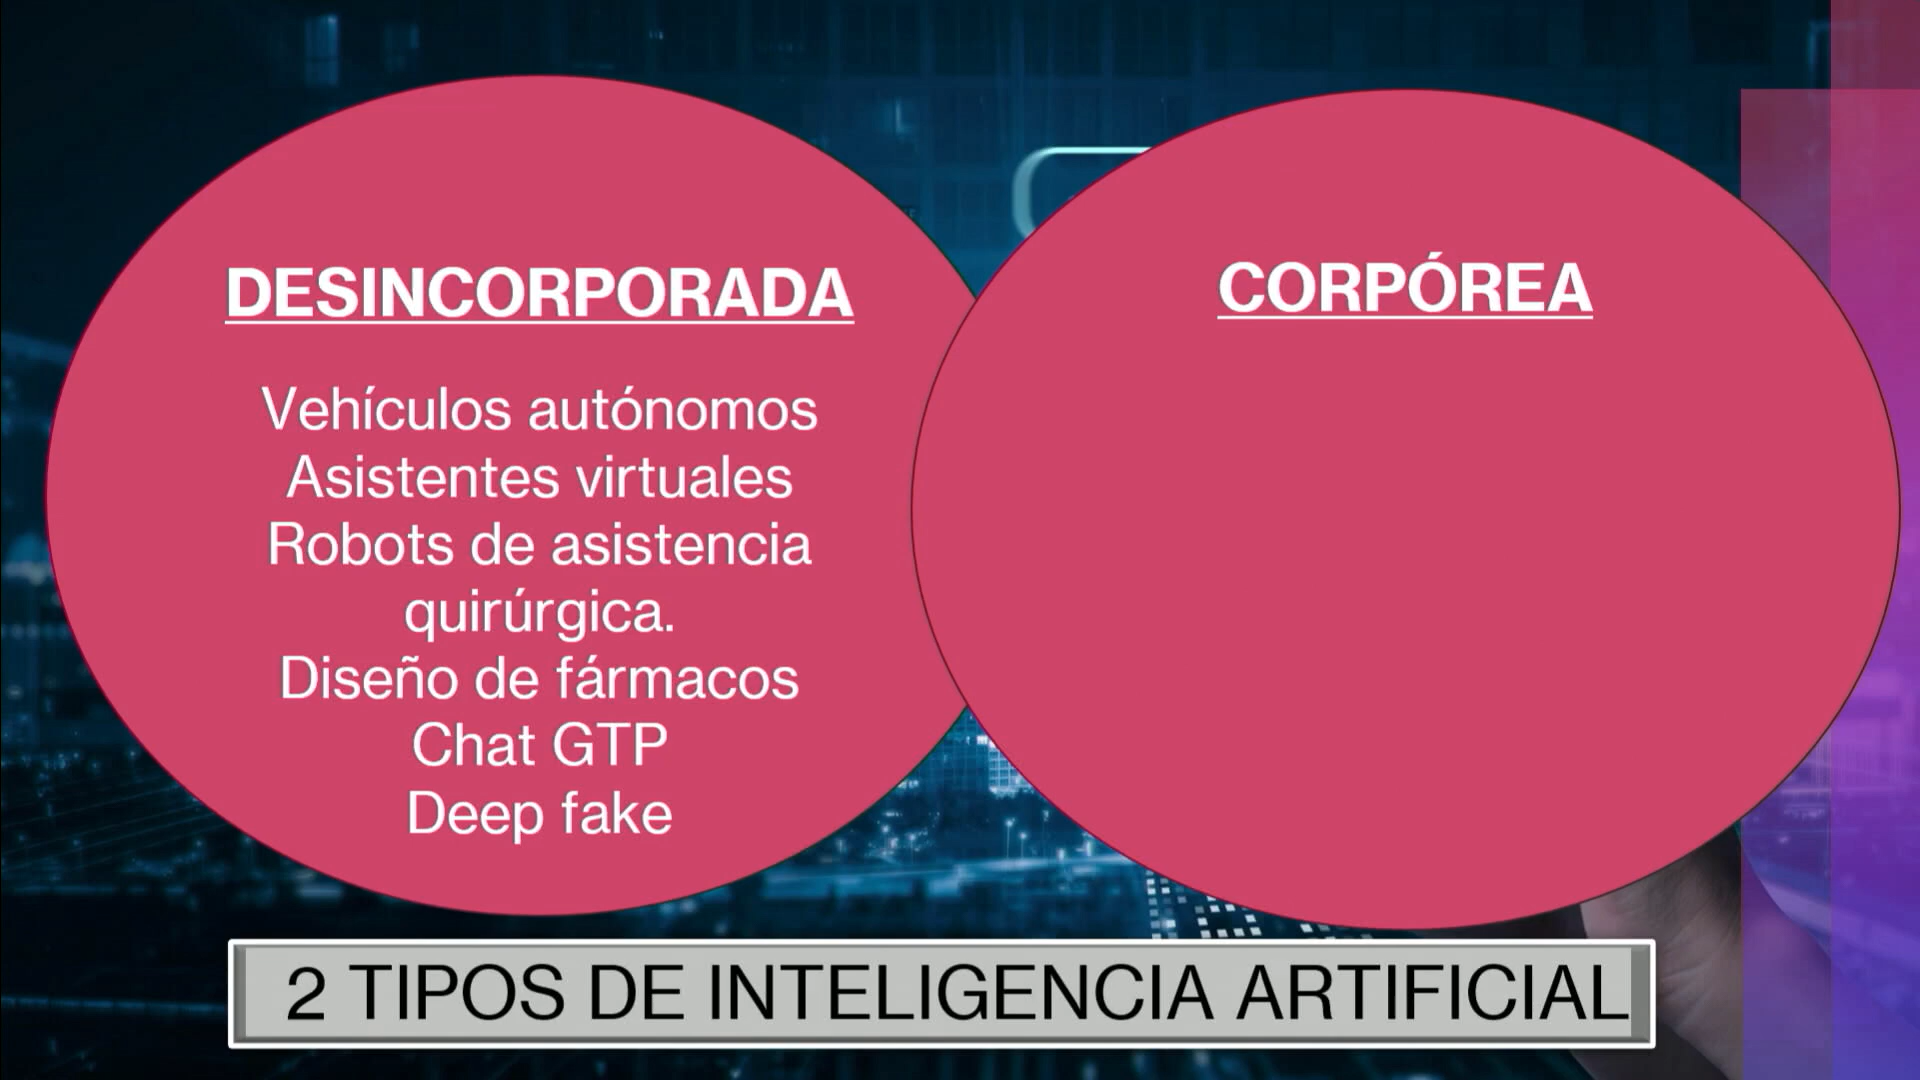 DESINCORPORADA
Vehículos autónomos
Asistentes virtuales
Robots de asistencia
quirúrgica.
Diseño de fármacos
Chat GTP
Deep fake
CORPÓREA
2 TIPOS DE INTELIGENCIA ARTIFICIAL